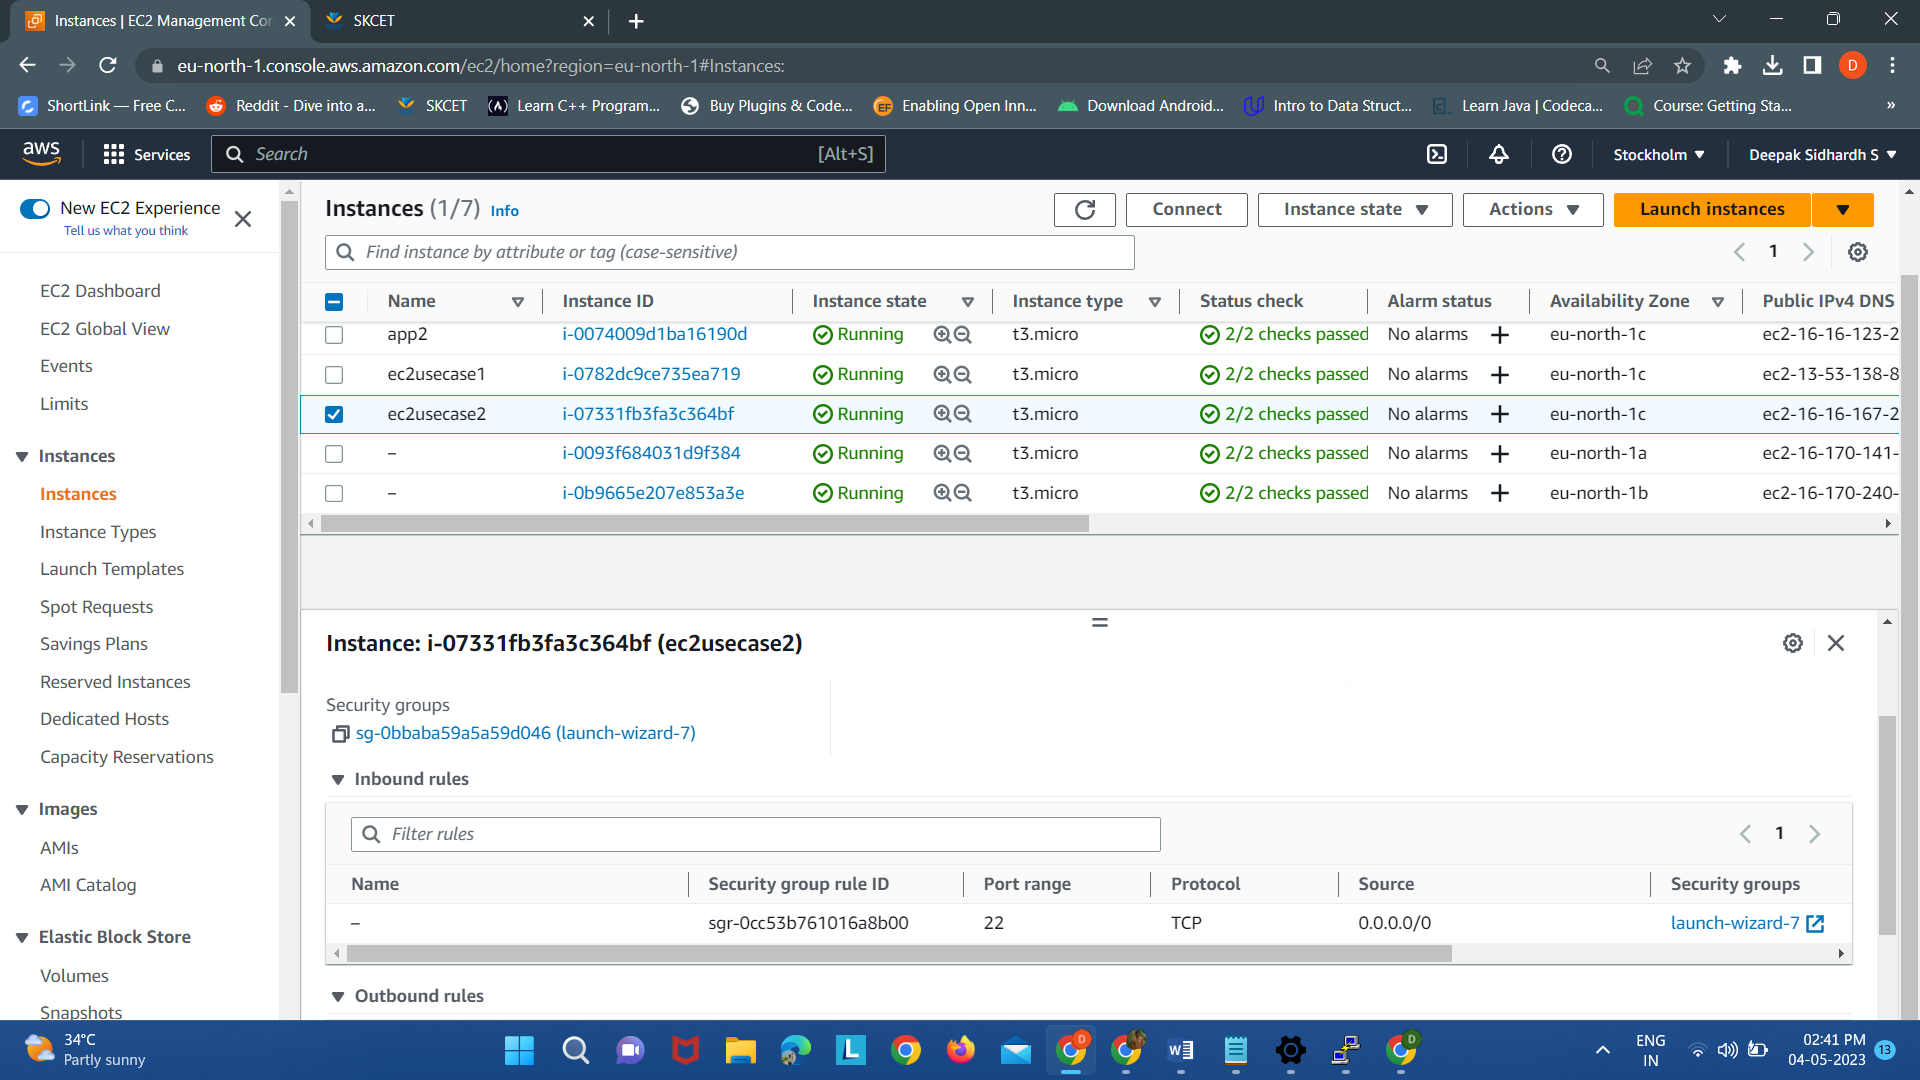 Instances | EC2 Management Con
SKCET
eu-north-1.console.aws.amazon.com/ec2/home?region=eu-north-1#Instances:
D
ShortLink — Free C...
Reddit - Dive into a...
SKCET
Learn C++ Program...
Buy Plugins & Code...
Enabling Open Inn...
Download Android...
Intro to Data Struct...
Learn Java | Codeca...
Course: Getting Sta...
»
aws
Services
Search
[Alt+S]
Stockholm
Deepak Sidhardh S
New EC2 Experience
Tell us what you think
EC2 Dashboard
EC2 Global View
Events
Limits
Instances
Instances
Instance Types
Launch Templates
Spot Requests
Savings Plans
Reserved Instances
Dedicated Hosts
Capacity Reservations
Images
AMIs
AMI Catalog
Elastic Block Store
Volumes
Snapshots
Instances (1/7) Info
Connect
Instance state
Actions
Launch instances
Find instance by attribute or tag (case-sensitive)
1
Name Instance ID Instance state Instance type Status check Alarm status Availability Zone Public IPv4 DNS
app2 i-0074009d1ba16190d Running t3.micro 2/2 checks passed No alarms + eu-north-1c ec2-16-16-123-2
ec2usecase1 i-0782dc9ce735ea719 Running t3.micro 2/2 checks passed No alarms + eu-north-1c ec2-13-53-138-8
ec2usecase2 i-07331fb3fa3c364bf Running t3.micro 2/2 checks passed No alarms + eu-north-1c ec2-16-16-167-2
– i-0093f684031d9f384 Running t3.micro 2/2 checks passed No alarms + eu-north-1a ec2-16-170-141-
– i-0b9665e207e853a3e Running t3.micro 2/2 checks passed No alarms + eu-north-1b ec2-16-170-240-
Instance: i-07331fb3fa3c364bf (ec2usecase2)
Security groups
sg-0bbaba59a5a59d046 (launch-wizard-7)
Inbound rules
Filter rules
1
Name Security group rule ID Port range Protocol Source Security groups
– sgr-0cc53b761016a8b00 22 TCP 0.0.0.0/0 launch-wizard-7
Outbound rules
34°C
Partly sunny
ENG
IN
02:41 PM
04-05-2023
13